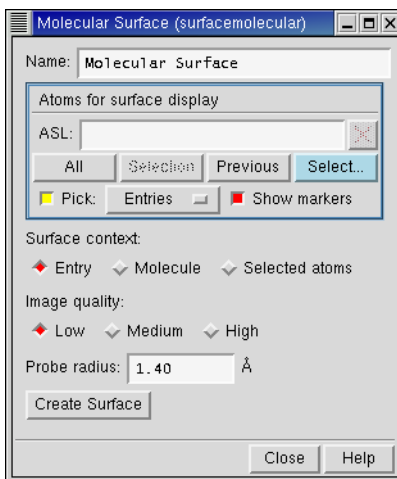 Molecular Surface (surfacemolecular)
Name: Molecular Surface
Atoms for surface display
ASL:
All Selection Previous Select...
Pick: Entries Show markers
Surface context:
Entry Molecule Selected atoms
Image quality:
Low Medium High
Probe radius: 1.40 Å
Create Surface
Close Help